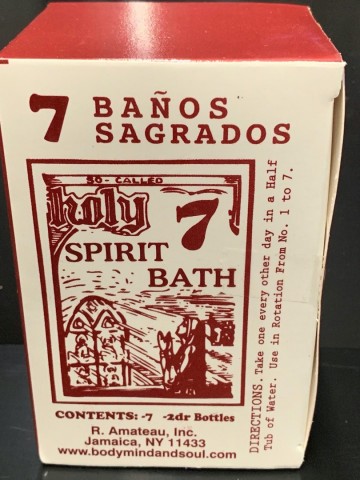 7 BAÑOS
SAGRADOS
SO-CALLED
holy 7
SPIRIT
BATH
CONTENTS: -7 -2dr Bottles
R. Amateau, Inc.
Jamaica, NY 11433
www.bodymindandsoul.com
DIRECTIONS. Take one every other day in a Half
Tub of Water. Use in Rotation From No. 1 to 7.